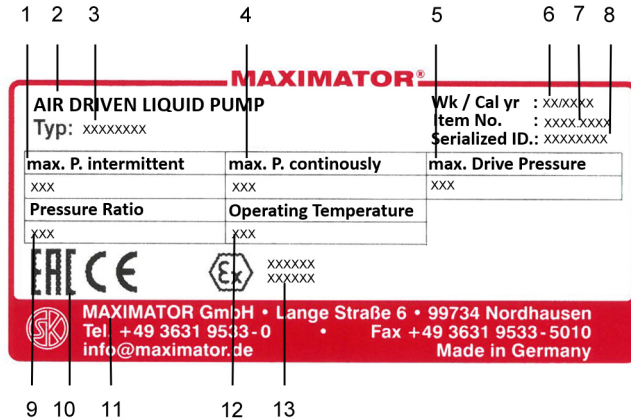 1 2 3 4 5 6 7 8
MAXIMATOR®
AIR DRIVEN LIQUID PUMP
Typ: xxxxxxxx
Wk / Cal yr : xx/xxxx
Item No. : xxxx.xxxx
Serialized ID.: xxxxxxxx
max. P. intermittent max. P. continously max. Drive Pressure
xxx xxx xxx
Pressure Ratio Operating Temperature
xxx xxx
EAC CE Ex xxxxxx
xxxxxx
SK MAXIMATOR GmbH • Lange Straße 6 • 99734 Nordhausen
Tel. +49 3631 9533-0 • Fax +49 3631 9533-5010
info@maximator.de Made in Germany
9 10 11 12 13